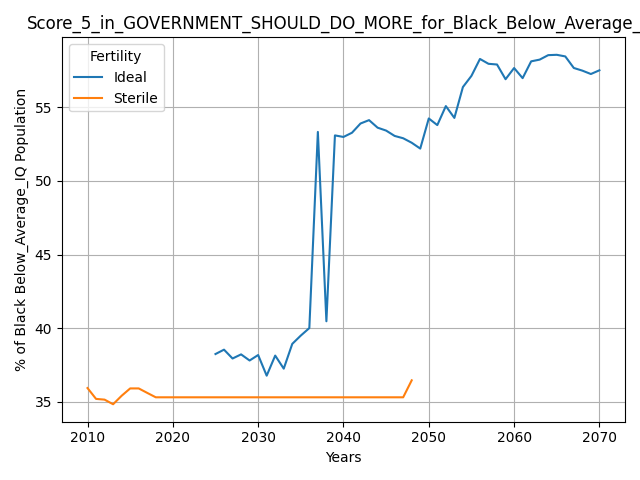 Score_5_in_GOVERNMENT_SHOULD_DO_MORE_for_Black_Below_Average_
Fertility
Ideal
Sterile
% of Black Below_Average_IQ Population
55
50
45
40
35
2010 2020 2030 2040 2050 2060 2070
Years